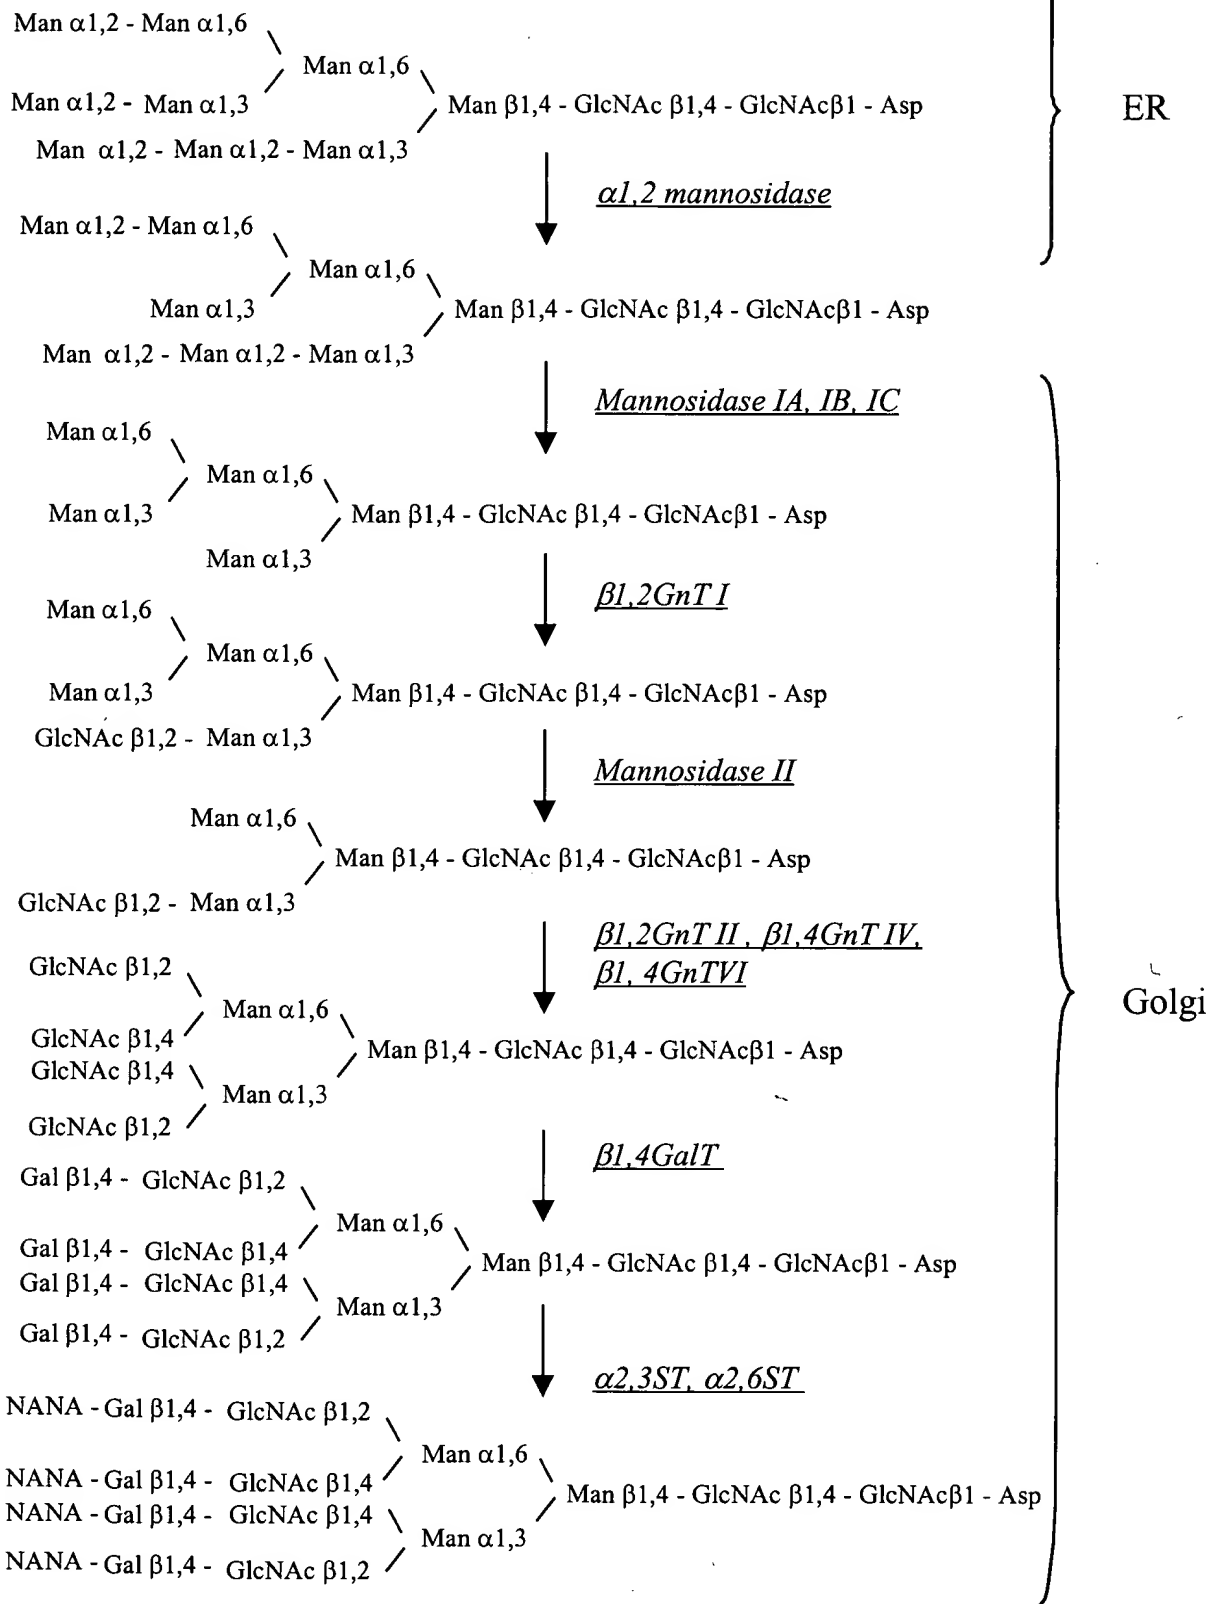 Man α1,2 - Man α1,6
Man α1,6
Man α1,2 - Man α1,3
Man β1,4 - GlcNAc β1,4 - GlcNAcβ1 - Asp
ER
Man α1,2 - Man α1,2 - Man α1,3
α1,2 mannosidase
Man α1,2 - Man α1,6
Man α1,6
Man α1,3
Man β1,4 - GlcNAc β1,4 - GlcNAcβ1 - Asp
Man α1,2 - Man α1,2 - Man α1,3
Mannosidase IA, IB, IC
Man α1,6
Man α1,6
Man α1,3
Man β1,4 - GlcNAc β1,4 - GlcNAcβ1 - Asp
Man α1,3
β1,2GnT I
Man α1,6
Man α1,6
Man α1,3
Man β1,4 - GlcNAc β1,4 - GlcNAcβ1 - Asp
GlcNAc β1,2 - Man α1,3
Mannosidase II
Man α1,6
Man β1,4 - GlcNAc β1,4 - GlcNAcβ1 - Asp
GlcNAc β1,2 - Man α1,3
β1,2GnT II , β1,4GnT IV,
β1, 4GnTVI
GlcNAc β1,2
Man α1,6
GlcNAc β1,4
Man β1,4 - GlcNAc β1,4 - GlcNAcβ1 - Asp
GlcNAc β1,4
Man α1,3
GlcNAc β1,2
Golgi
β1,4GalT
Gal β1,4 - GlcNAc β1,2
Man α1,6
Gal β1,4 - GlcNAc β1,4
Man β1,4 - GlcNAc β1,4 - GlcNAcβ1 - Asp
Gal β1,4 - GlcNAc β1,4
Man α1,3
Gal β1,4 - GlcNAc β1,2
α2,3ST, α2,6ST
NANA - Gal β1,4 - GlcNAc β1,2
Man α1,6
NANA - Gal β1,4 - GlcNAc β1,4
Man β1,4 - GlcNAc β1,4 - GlcNAcβ1 - Asp
NANA - Gal β1,4 - GlcNAc β1,4
Man α1,3
NANA - Gal β1,4 - GlcNAc β1,2